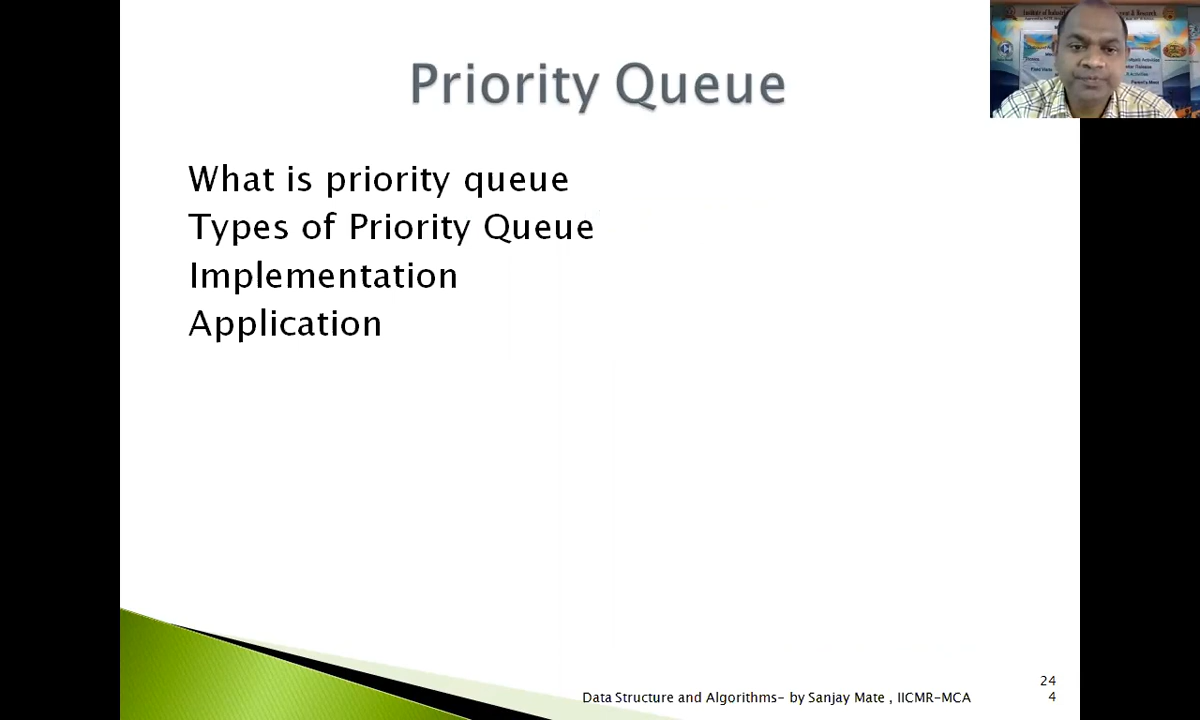 Priority Queue
What is priority queue
Types of Priority Queue
Implementation
Application
Data Structure and Algorithms- by Sanjay Mate , IICMR-MCA
24
4